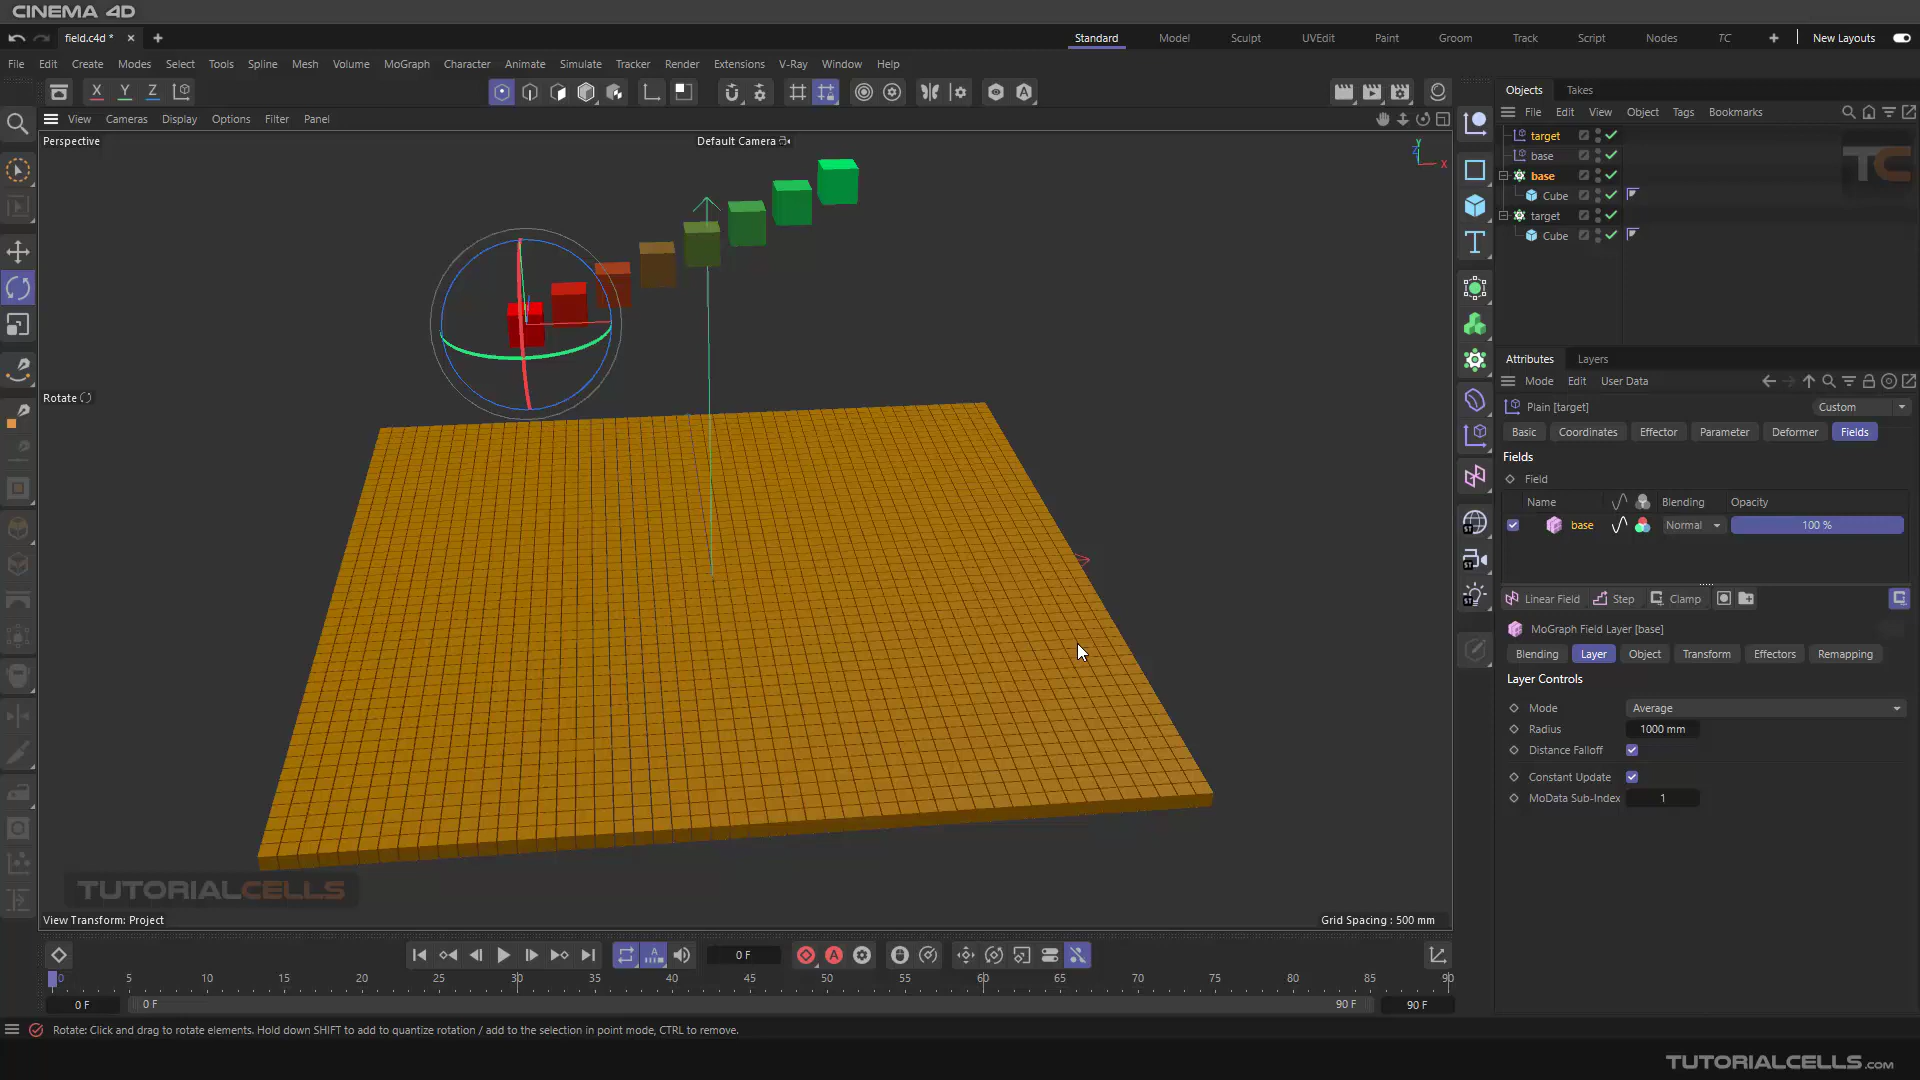 CINEMA 4D
field.c4d *
Standard Model Sculpt UVEdit Paint Groom Track Script Nodes TC New Layouts
File Edit Create Modes Select Tools Spline Mesh Volume MoGraph Character Animate Simulate Tracker Render Extensions V-Ray Window Help
X Y Z
Objects Takes
View Cameras Display Options Filter Panel
File Edit View Object Tags Bookmarks
Perspective
Default Camera
Y
Z
X
target
base
base
Cube
target
Cube
TC
Attributes Layers
Mode Edit User Data
Rotate
Plain [target]
Custom
Basic Coordinates Effector Parameter Deformer Fields
Fields
Field
Name Blending Opacity
base Normal 100 %
Linear Field Step Clamp
MoGraph Field Layer [base]
Blending Layer Object Transform Effectors Remapping
Layer Controls
Mode Average
Radius 1000 mm
Distance Falloff
Constant Update
MoData Sub-Index 1
TUTORIALCELLS
View Transform: Project
Grid Spacing : 500 mm
0 F
0 5 10 15 20 25 30 35 40 45 50 55 60 65 70 75 80 85 90
0 F 0 F 90 F 90 F
Rotate: Click and drag to rotate elements. Hold down SHIFT to add to quantize rotation / add to the selection in point mode, CTRL to remove.
TUTORIALCELLS.com